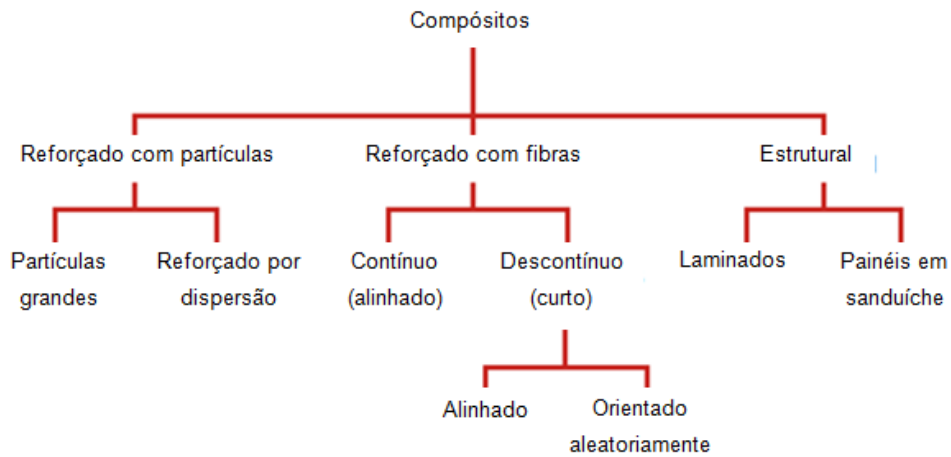 Compósitos
Reforçado com partículas
Reforçado com fibras
Estrutural
Partículas
grandes
Reforçado por
dispersão
Contínuo
(alinhado)
Descontínuo
(curto)
Laminados
Painéis em
sanduíche
Alinhado
Orientado
aleatoriamente